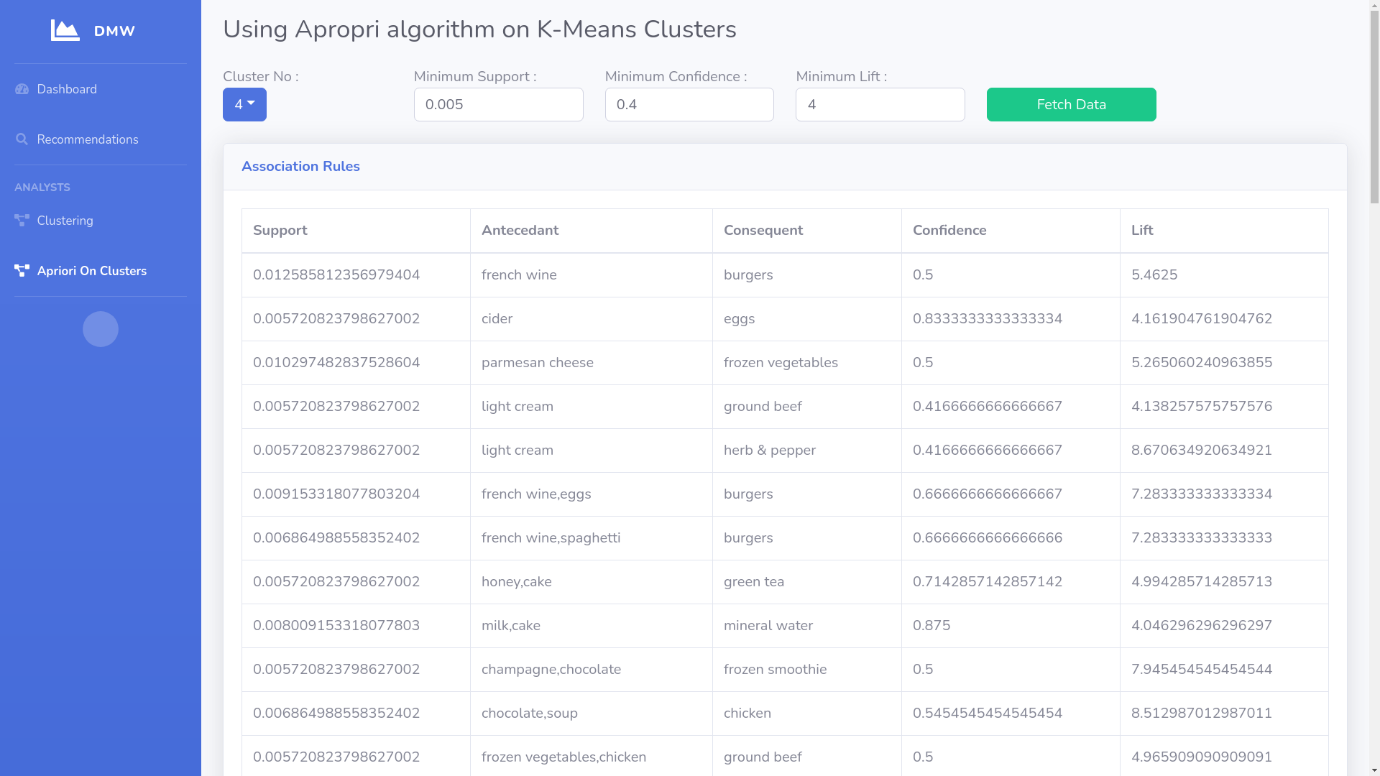 DMW
Dashboard
Recommendations
ANALYSTS
Clustering
Apriori On Clusters
Using Apropri algorithm on K-Means Clusters
Cluster No : Minimum Support : Minimum Confidence : Minimum Lift :
4 0.005 0.4 4 Fetch Data
Association Rules
Support Antecedant Consequent Confidence Lift
0.012585812356979404 french wine burgers 0.5 5.4625
0.005720823798627002 cider eggs 0.8333333333333334 4.161904761904762
0.010297482837528604 parmesan cheese frozen vegetables 0.5 5.265060240963855
0.005720823798627002 light cream ground beef 0.4166666666666667 4.138257575757576
0.005720823798627002 light cream herb & pepper 0.4166666666666667 8.670634920634921
0.009153318077803204 french wine,eggs burgers 0.6666666666666667 7.283333333333334
0.006864988558352402 french wine,spaghetti burgers 0.6666666666666666 7.283333333333333
0.005720823798627002 honey,cake green tea 0.7142857142857142 4.994285714285713
0.008009153318077803 milk,cake mineral water 0.875 4.046296296296297
0.005720823798627002 champagne,chocolate frozen smoothie 0.5 7.945454545454544
0.006864988558352402 chocolate,soup chicken 0.5454545454545454 8.512987012987011
0.005720823798627002 frozen vegetables,chicken ground beef 0.5 4.965909090909091